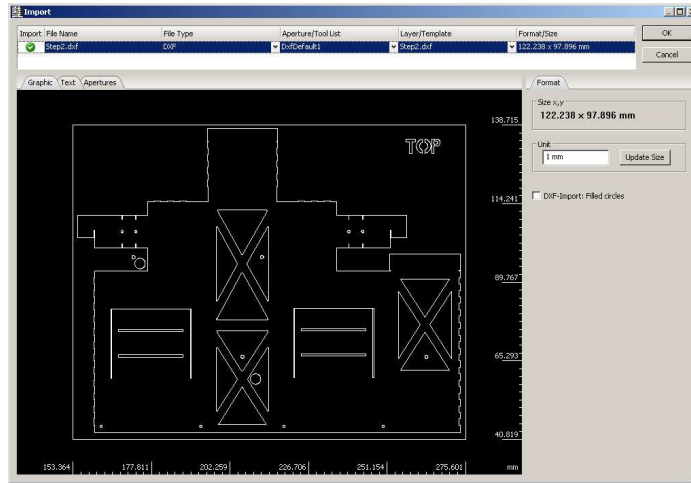 Import
Import File Name File Type Aperture/Tool List Layer/Template Format/Size
Step2.dxf DXF DxfDefault1 Step2.dxf 122.238 x 97.896 mm
OK
Cancel
Graphic Text Apertures
Format
Size x,y
122.238 x 97.896 mm
Unit
1 mm Update Size
DXF-Import: Filled circles
TOP
138.715
114.241
89.767
65.293
40.819
153.364 177.811 202.259 226.706 251.154 275.601 mm